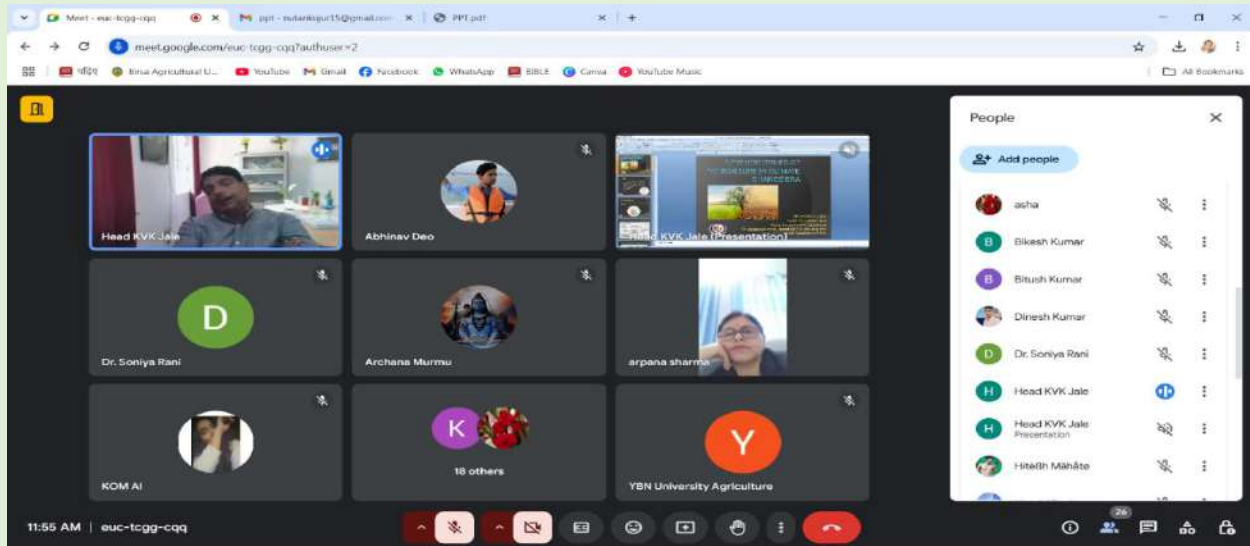 Meet - euc-tcgg-cqq
ppt - nutankujur15@gmail.com
PPT.pdf
meet.google.com/euc-tcgg-cqq?authuser=2
पढ़िए
Birsa Agricultural U...
YouTube
Gmail
Facebook
WhatsApp
BIBLE
Canva
YouTube Music
All Bookmarks
Head KVK Jale
Abhinav Deo
Head KVK Jale (Presentation)
D
Dr. Soniya Rani
Archana Murmu
arpana sharma
KOM Al
K
18 others
Y
YBN University Agriculture
People
Add people
asha
B
Bikesh Kumar
B
Bitush Kumar
Dinesh Kumar
D
Dr. Soniya Rani
H
Head KVK Jale
H
Head KVK Jale
Presentation
11:55 AM | euc-tcgg-cqq
26